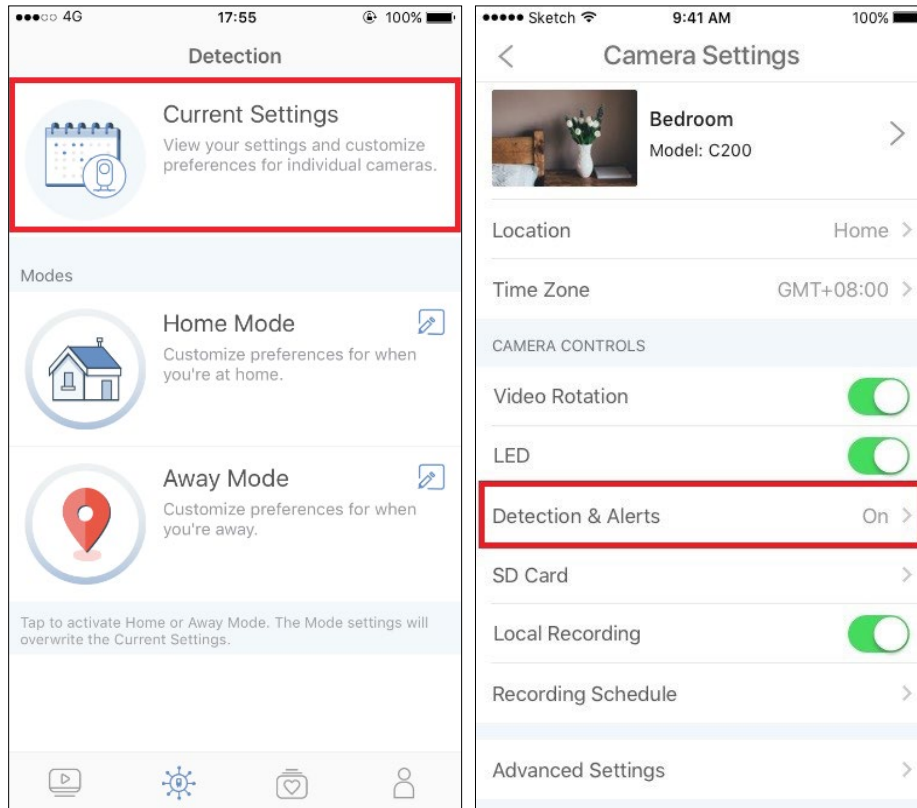 4G 17:55 100%
Detection
Current Settings
View your settings and customize
preferences for individual cameras.
Modes
Home Mode
Customize preferences for when
you're at home.
Away Mode
Customize preferences for when
you're away.
Tap to activate Home or Away Mode. The Mode settings will
overwrite the Current Settings.
Sketch 9:41 AM 100%
Camera Settings
Bedroom
Model: C200
Location Home
Time Zone GMT+08:00
CAMERA CONTROLS
Video Rotation
LED
Detection & Alerts On
SD Card
Local Recording
Recording Schedule
Advanced Settings